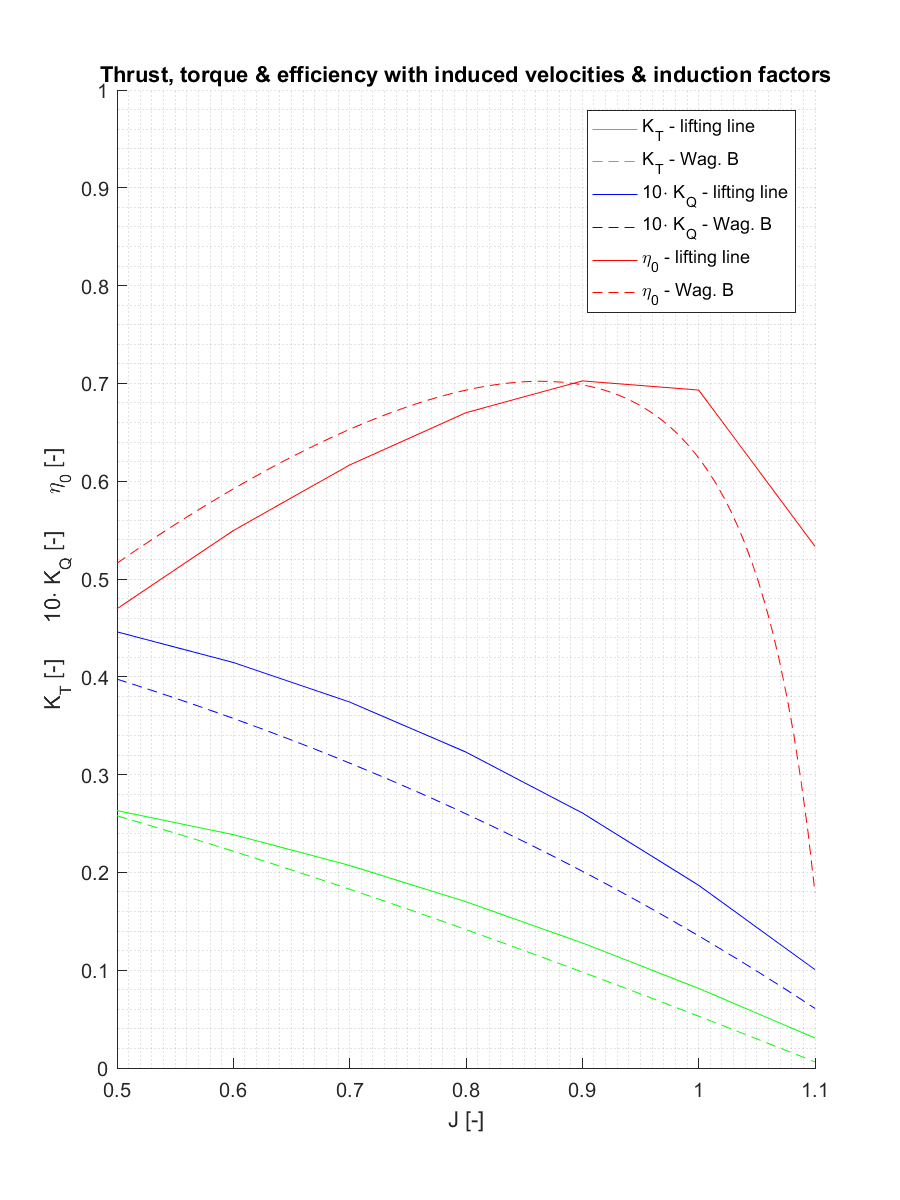 Thrust, torque & efficiency with induced velocities & induction factors
1
0.9
0.8
0.7
0.6
0.5
0.4
0.3
0.2
0.1
0
K_T [-] 10· K_Q [-] η_0 [-]
K_T - lifting line
K_T - Wag. B
10· K_Q - lifting line
10· K_Q - Wag. B
η_0 - lifting line
η_0 - Wag. B
0.5 0.6 0.7 0.8 0.9 1 1.1
J [-]